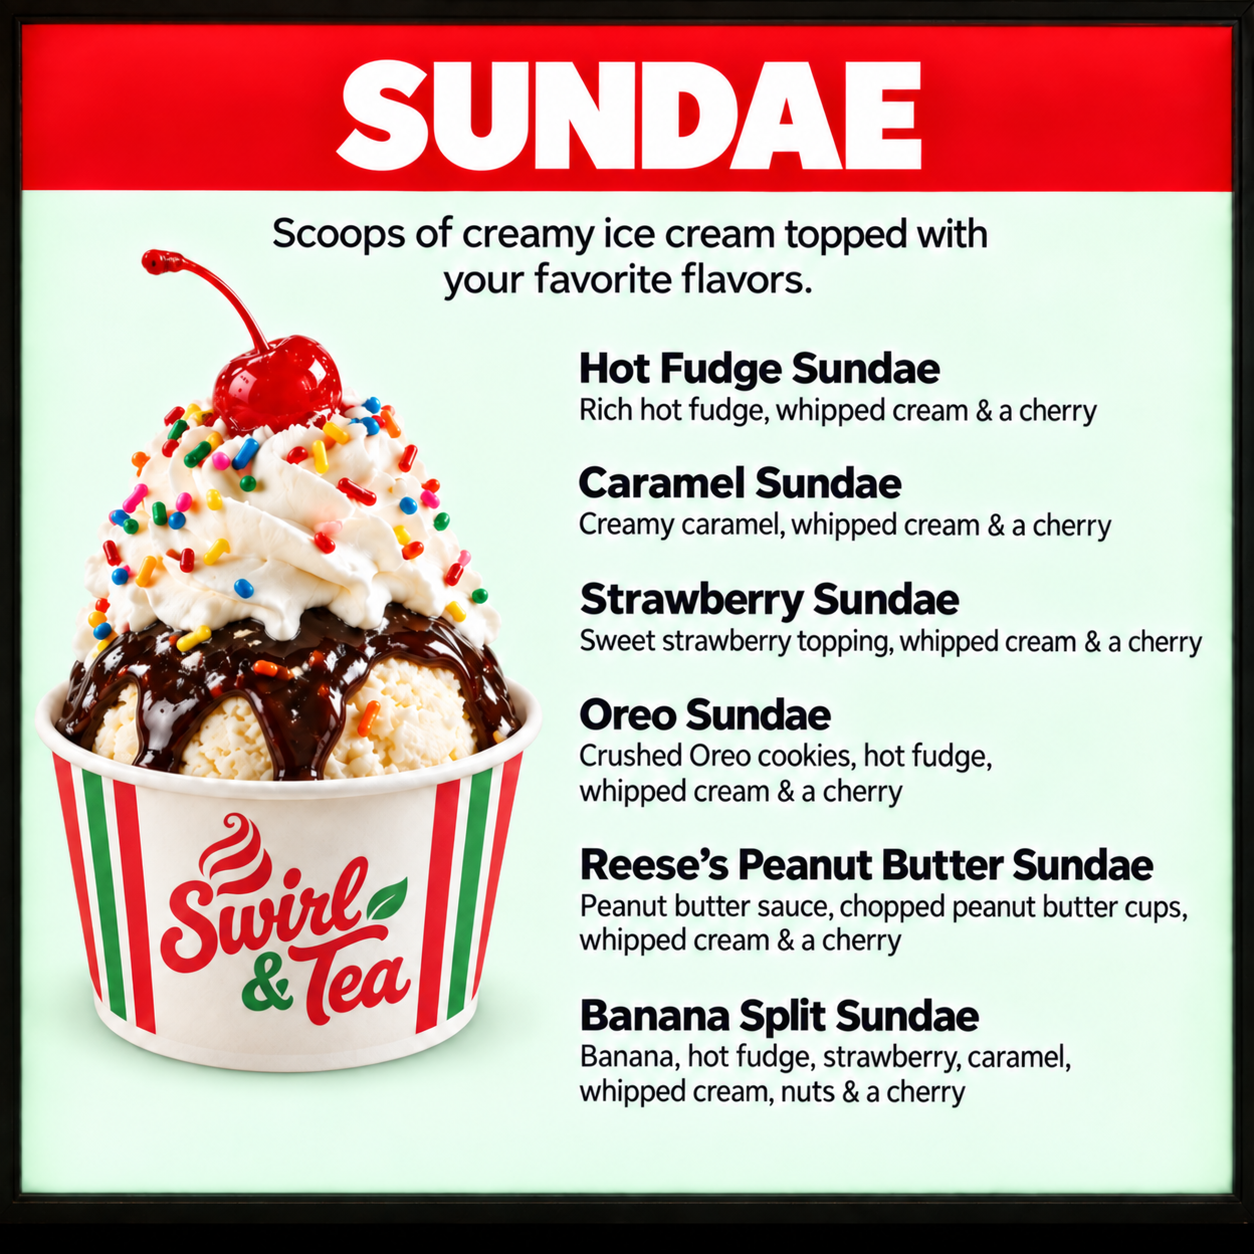 SUNDAE
Scoops of creamy ice cream topped with
your favorite flavors.
Hot Fudge Sundae
Rich hot fudge, whipped cream & a cherry
Caramel Sundae
Creamy caramel, whipped cream & a cherry
Strawberry Sundae
Sweet strawberry topping, whipped cream & a cherry
Oreo Sundae
Crushed Oreo cookies, hot fudge,
whipped cream & a cherry
Reese’s Peanut Butter Sundae
Peanut butter sauce, chopped peanut butter cups,
whipped cream & a cherry
Banana Split Sundae
Banana, hot fudge, strawberry, caramel,
whipped cream, nuts & a cherry
Swirl
& Tea